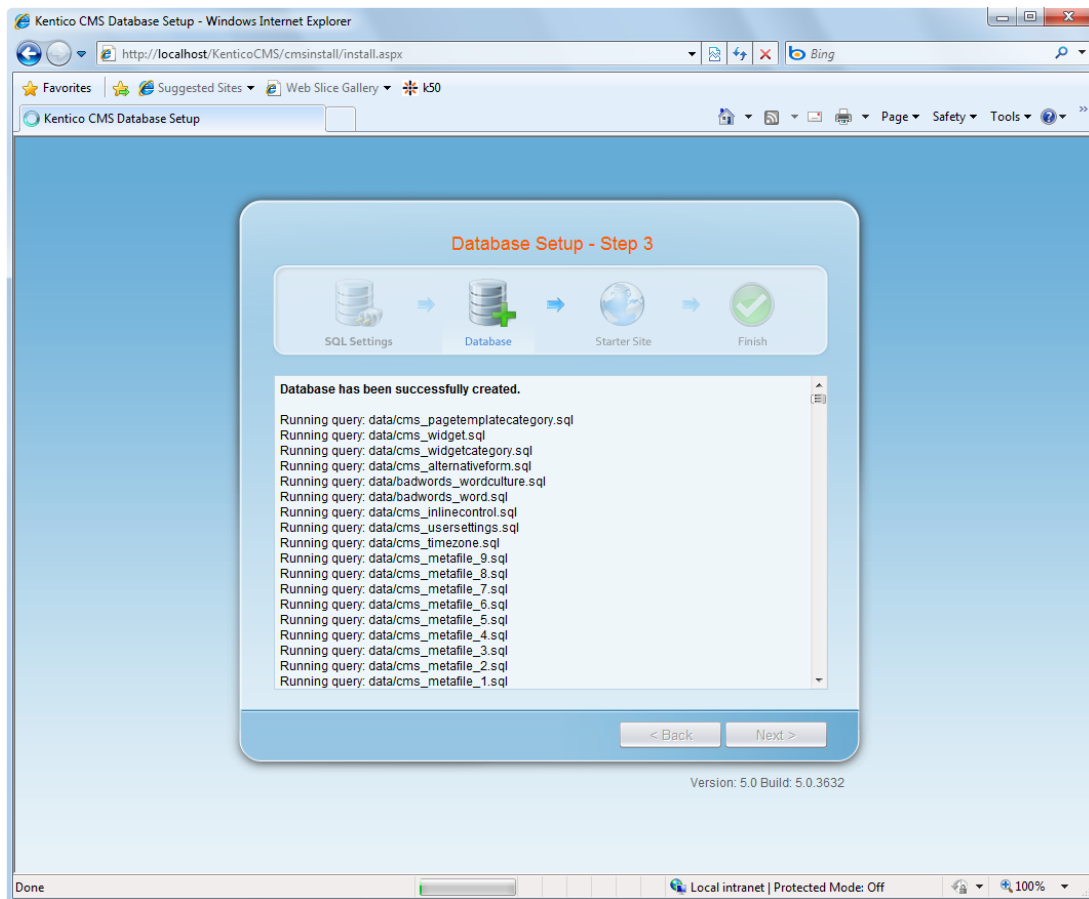 Kentico CMS Database Setup - Windows Internet Explorer
http://localhost/KenticoCMS/cmsinstall/install.aspx
Bing
Favorites
Suggested Sites
Web Slice Gallery
k50
Kentico CMS Database Setup
Page
Safety
Tools
Database Setup - Step 3
SQL Settings
Database
Starter Site
Finish
Database has been successfully created.
Running query: data/cms_pagetemplatecategory.sql
Running query: data/cms_widget.sql
Running query: data/cms_widgetcategory.sql
Running query: data/cms_alternativeform.sql
Running query: data/badwords_wordculture.sql
Running query: data/badwords_word.sql
Running query: data/cms_inlinecontrol.sql
Running query: data/cms_usersettings.sql
Running query: data/cms_timezone.sql
Running query: data/cms_metafile_9.sql
Running query: data/cms_metafile_8.sql
Running query: data/cms_metafile_7.sql
Running query: data/cms_metafile_6.sql
Running query: data/cms_metafile_5.sql
Running query: data/cms_metafile_4.sql
Running query: data/cms_metafile_3.sql
Running query: data/cms_metafile_2.sql
Running query: data/cms_metafile_1.sql
< Back
Next >
Version: 5.0 Build: 5.0.3632
Done
Local intranet | Protected Mode: Off
100%